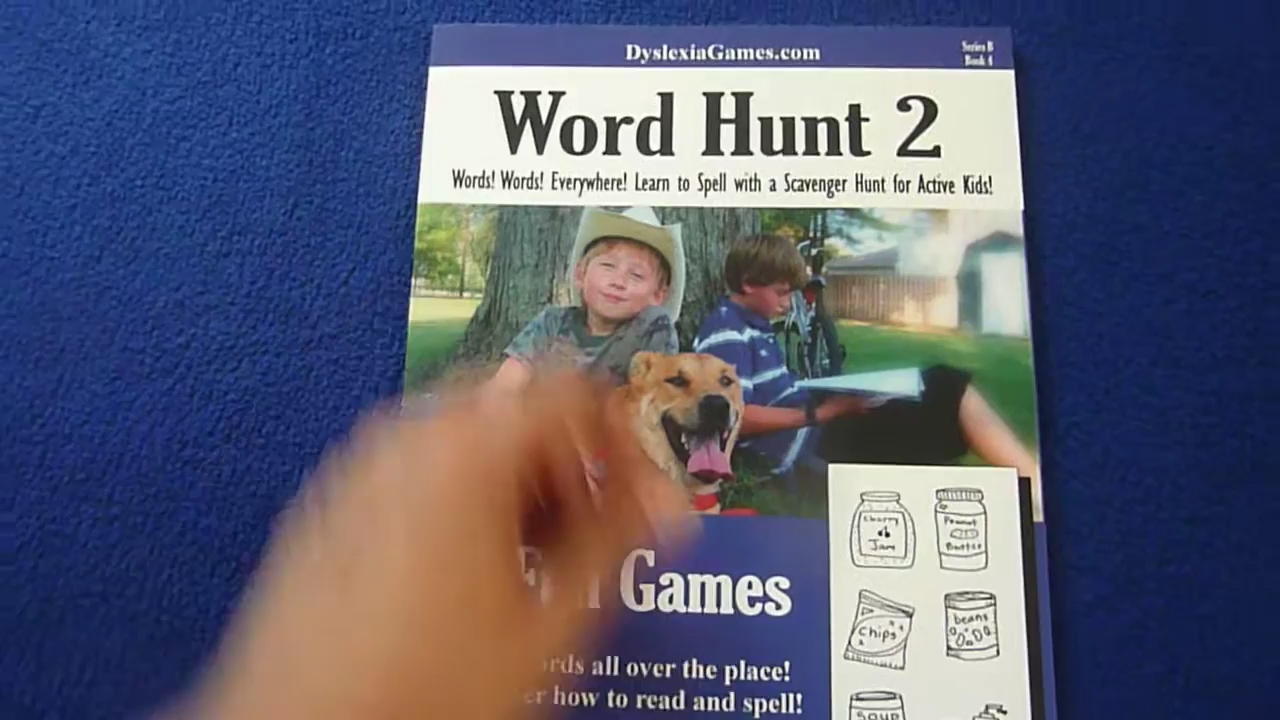 DyslexiaGames.com
Series B
Book 4
Word Hunt 2
Words! Words! Everywhere! Learn to Spell with a Scavenger Hunt for Active Kids!
Cherry
Jam
Peanut
Butter
Games
Chips
beans
all over the place!
how to read and spell!
SOUP